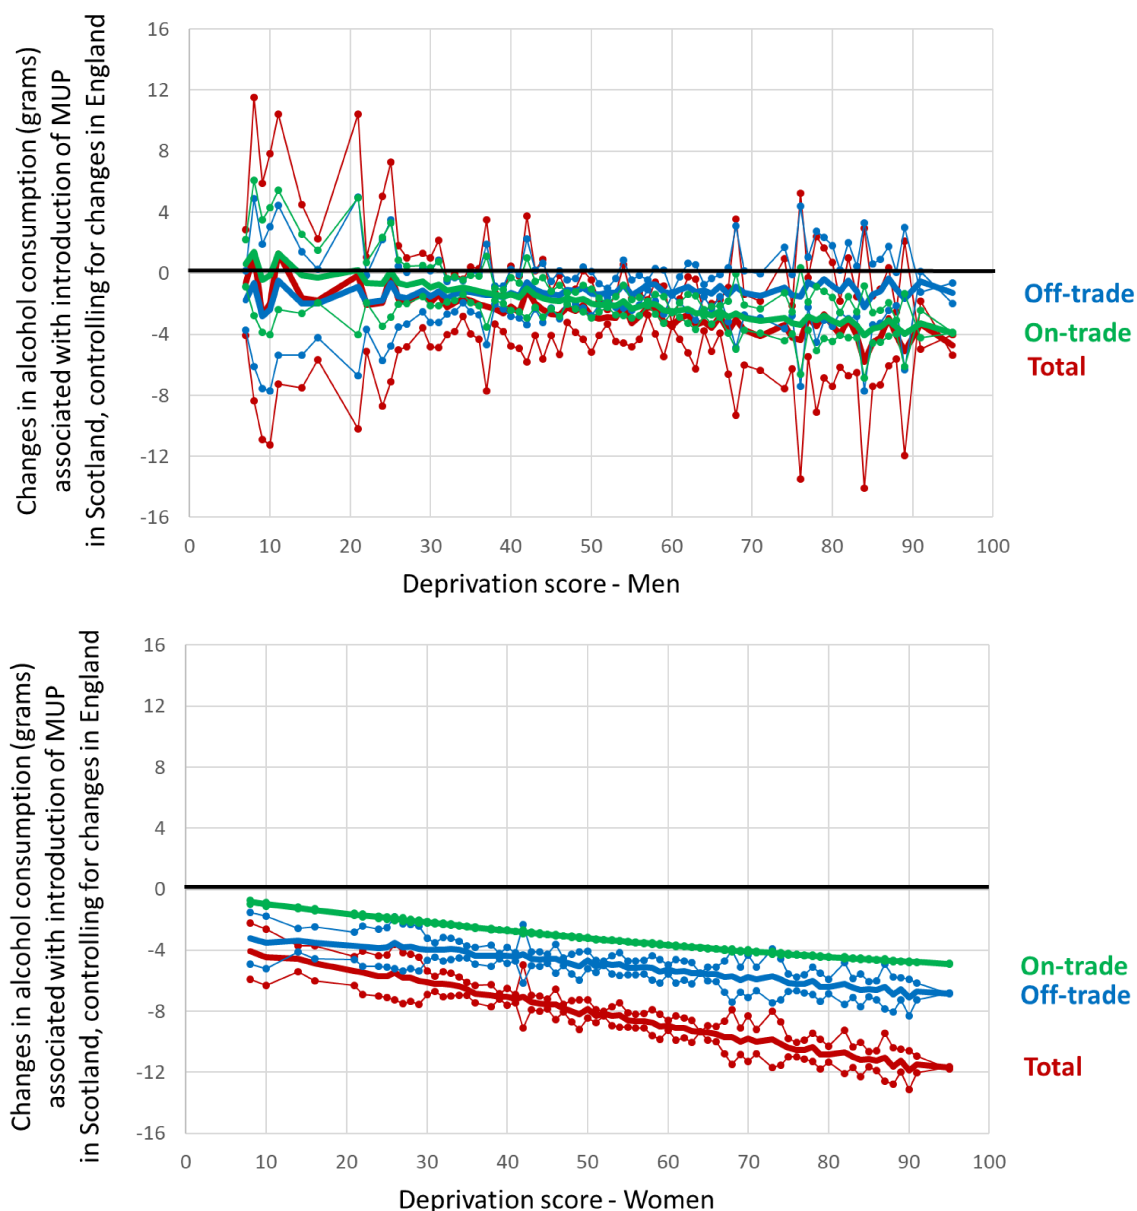 Changes in alcohol consumption (grams)
associated with introduction of MUP
in Scotland, controlling for changes in England
16
12
8
4
0
-4
-8
-12
-16
0 10 20 30 40 50 60 70 80 90 100
Deprivation score - Men
Off-trade
On-trade
Total
Changes in alcohol consumption (grams)
associated with introduction of MUP
in Scotland, controlling for changes in England
16
12
8
4
0
-4
-8
-12
-16
0 10 20 30 40 50 60 70 80 90 100
Deprivation score - Women
On-trade
Off-trade
Total